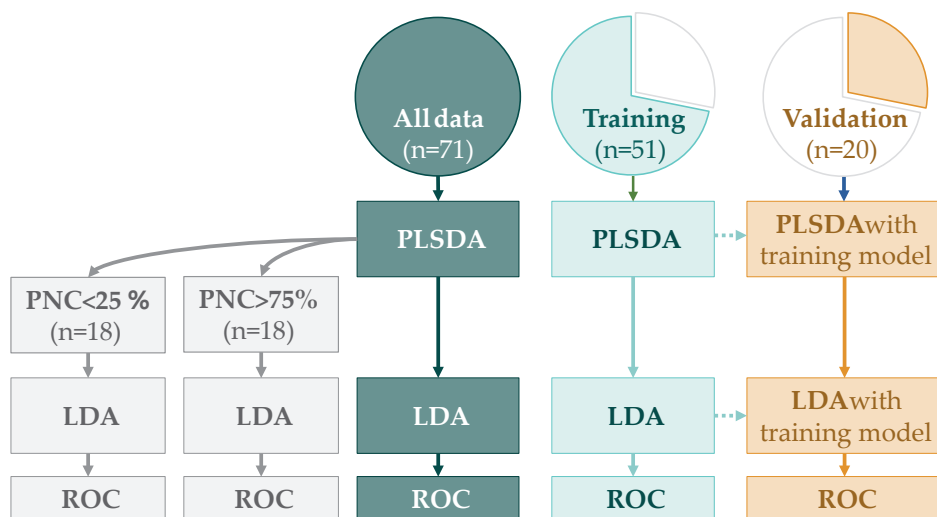 All data
(n=71)
Training
(n=51)
Validation
(n=20)
PLSDA
PLSDA
PLSDA with
training model
PNC<25 %
(n=18)
PNC>75%
(n=18)
LDA
LDA
LDA
LDA
LDA with
training model
ROC
ROC
ROC
ROC
ROC